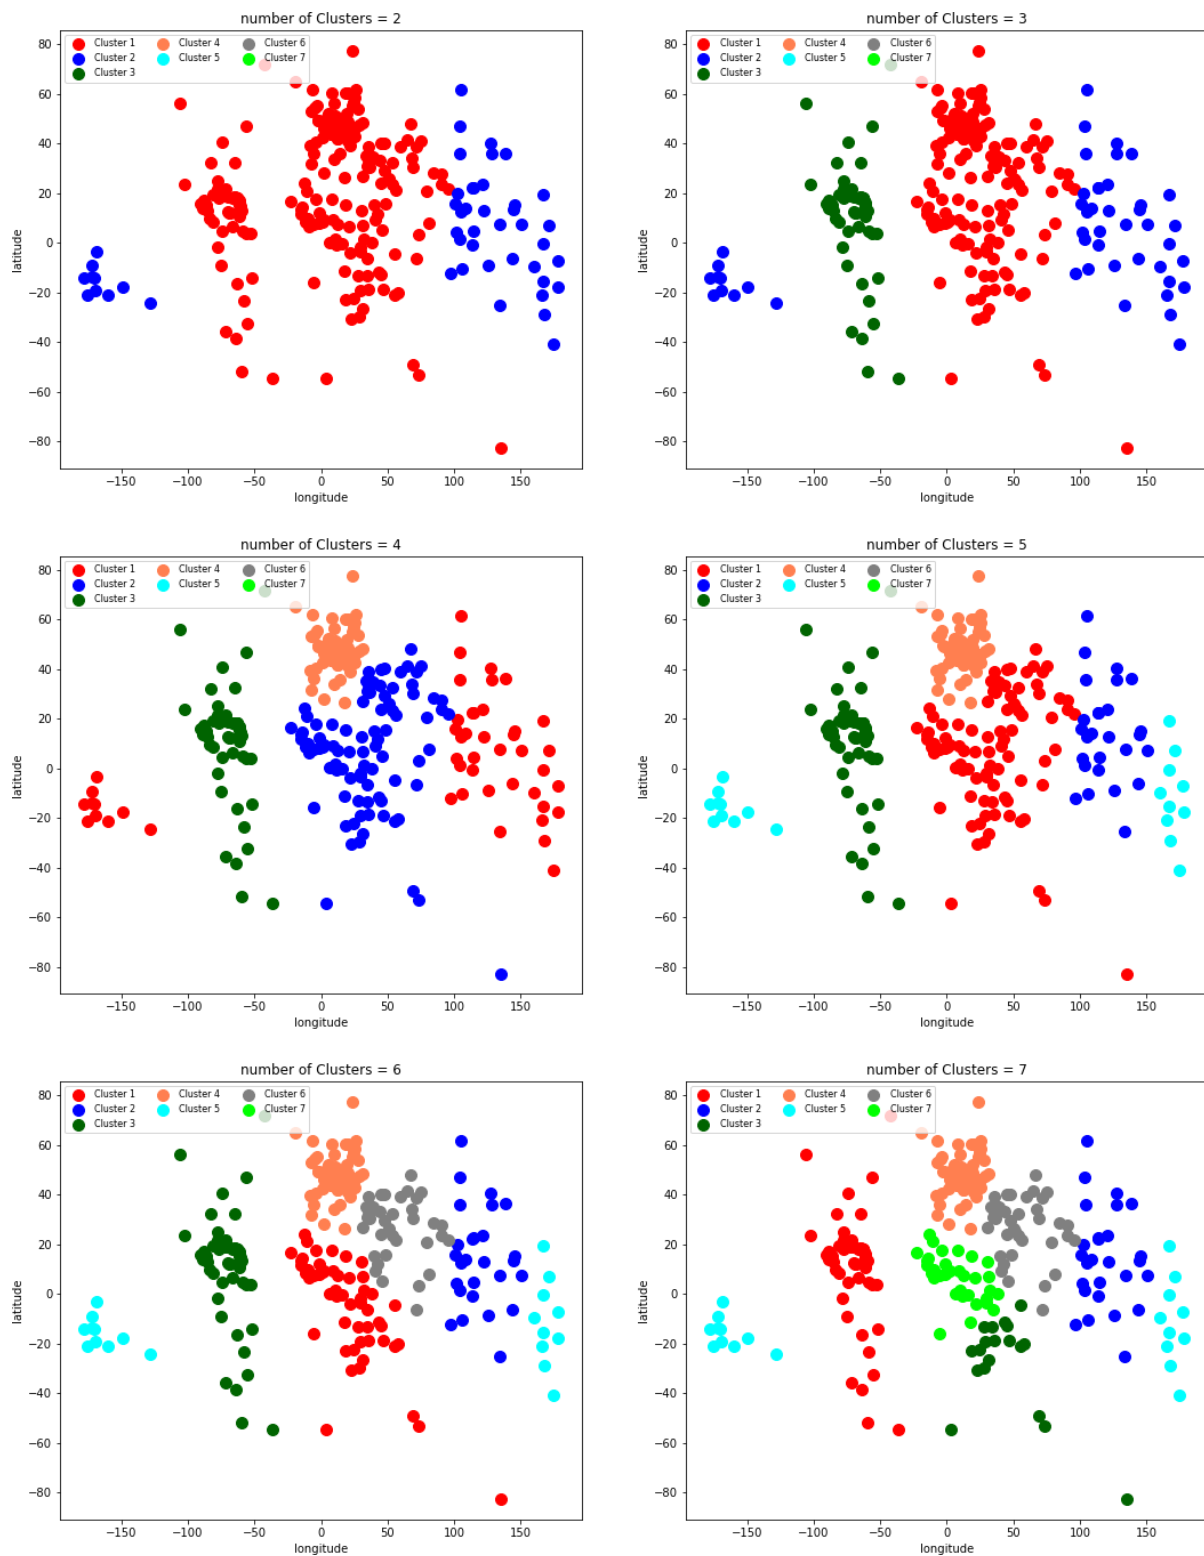 number of Clusters = 2
Cluster 1 Cluster 4 Cluster 6
Cluster 2 Cluster 5 Cluster 7
Cluster 3
80
60
40
20
0
−20
−40
−60
−80
latitude
−150 −100 −50 0 50 100 150
longitude
number of Clusters = 3
Cluster 1 Cluster 4 Cluster 6
Cluster 2 Cluster 5 Cluster 7
Cluster 3
80
60
40
20
0
−20
−40
−60
−80
latitude
−150 −100 −50 0 50 100 150
longitude
number of Clusters = 4
Cluster 1 Cluster 4 Cluster 6
Cluster 2 Cluster 5 Cluster 7
Cluster 3
80
60
40
20
0
−20
−40
−60
−80
latitude
−150 −100 −50 0 50 100 150
longitude
number of Clusters = 5
Cluster 1 Cluster 4 Cluster 6
Cluster 2 Cluster 5 Cluster 7
Cluster 3
80
60
40
20
0
−20
−40
−60
−80
latitude
−150 −100 −50 0 50 100 150
longitude
number of Clusters = 6
Cluster 1 Cluster 4 Cluster 6
Cluster 2 Cluster 5 Cluster 7
Cluster 3
80
60
40
20
0
−20
−40
−60
−80
latitude
−150 −100 −50 0 50 100 150
longitude
number of Clusters = 7
Cluster 1 Cluster 4 Cluster 6
Cluster 2 Cluster 5 Cluster 7
Cluster 3
80
60
40
20
0
−20
−40
−60
−80
latitude
−150 −100 −50 0 50 100 150
longitude